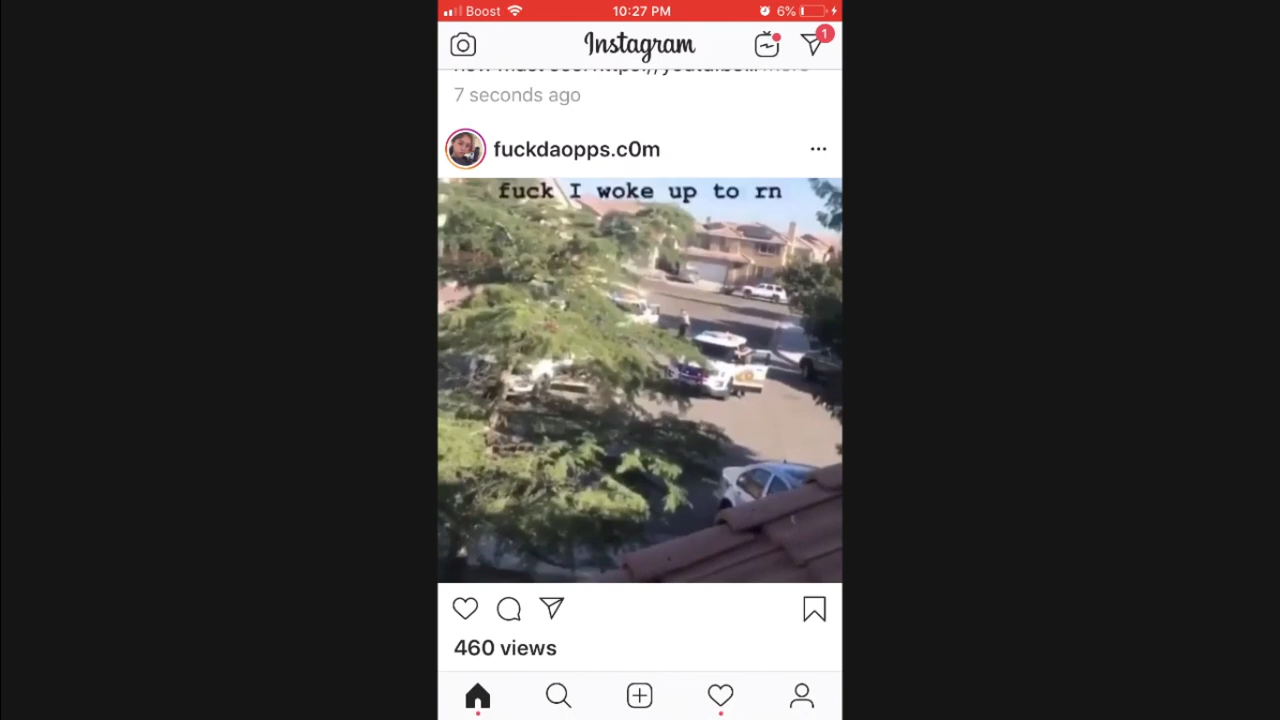 Boost
10:27 PM
6%
Instagram
1
7 seconds ago
fuckdaopps.c0m
fuck I woke up to rn
460 views